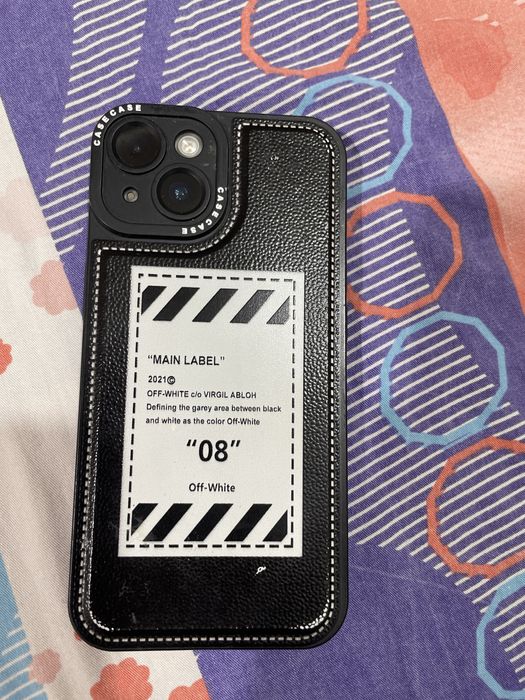 CASECASE
CASECASE
“MAIN LABEL”
2021©
OFF-WHITE c/o VIRGIL ABLOH
Defining the garey area between black
and white as the color Off-White
“08”
Off-White